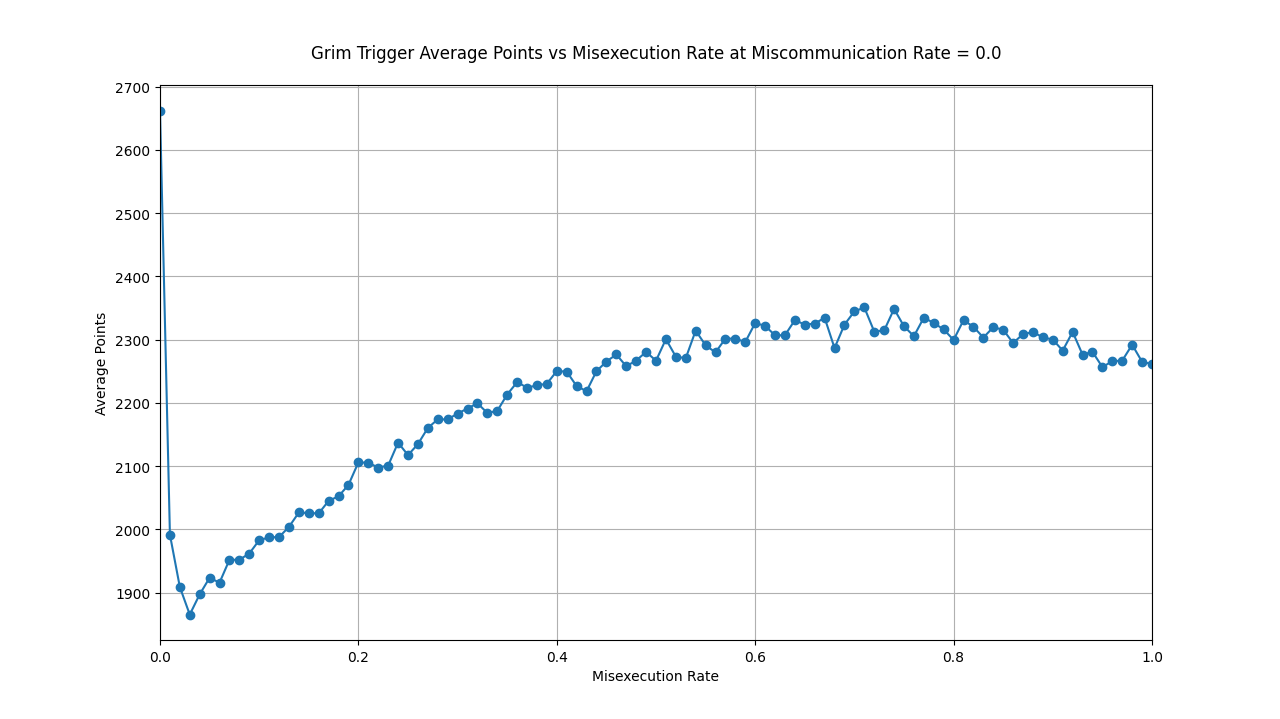 Grim Trigger Average Points vs Misexecution Rate at Miscommunication Rate = 0.0
2700
2600
2500
2400
2300
2200
2100
2000
1900
Average Points
0.0 0.2 0.4 0.6 0.8 1.0
Misexecution Rate